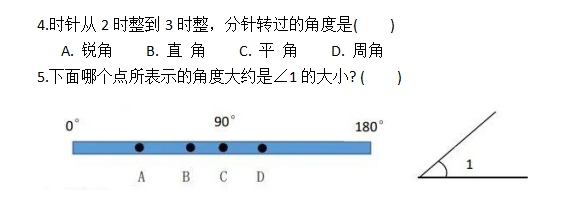 4.时针从 2 时整到 3 时整，分针转过的角度是(    )
A. 锐角    B. 直 角    C. 平 角    D. 周角
5.下面哪个点所表示的角度大约是∠1 的大小? (    )
0°    90°    180°
A    B    C    D
1